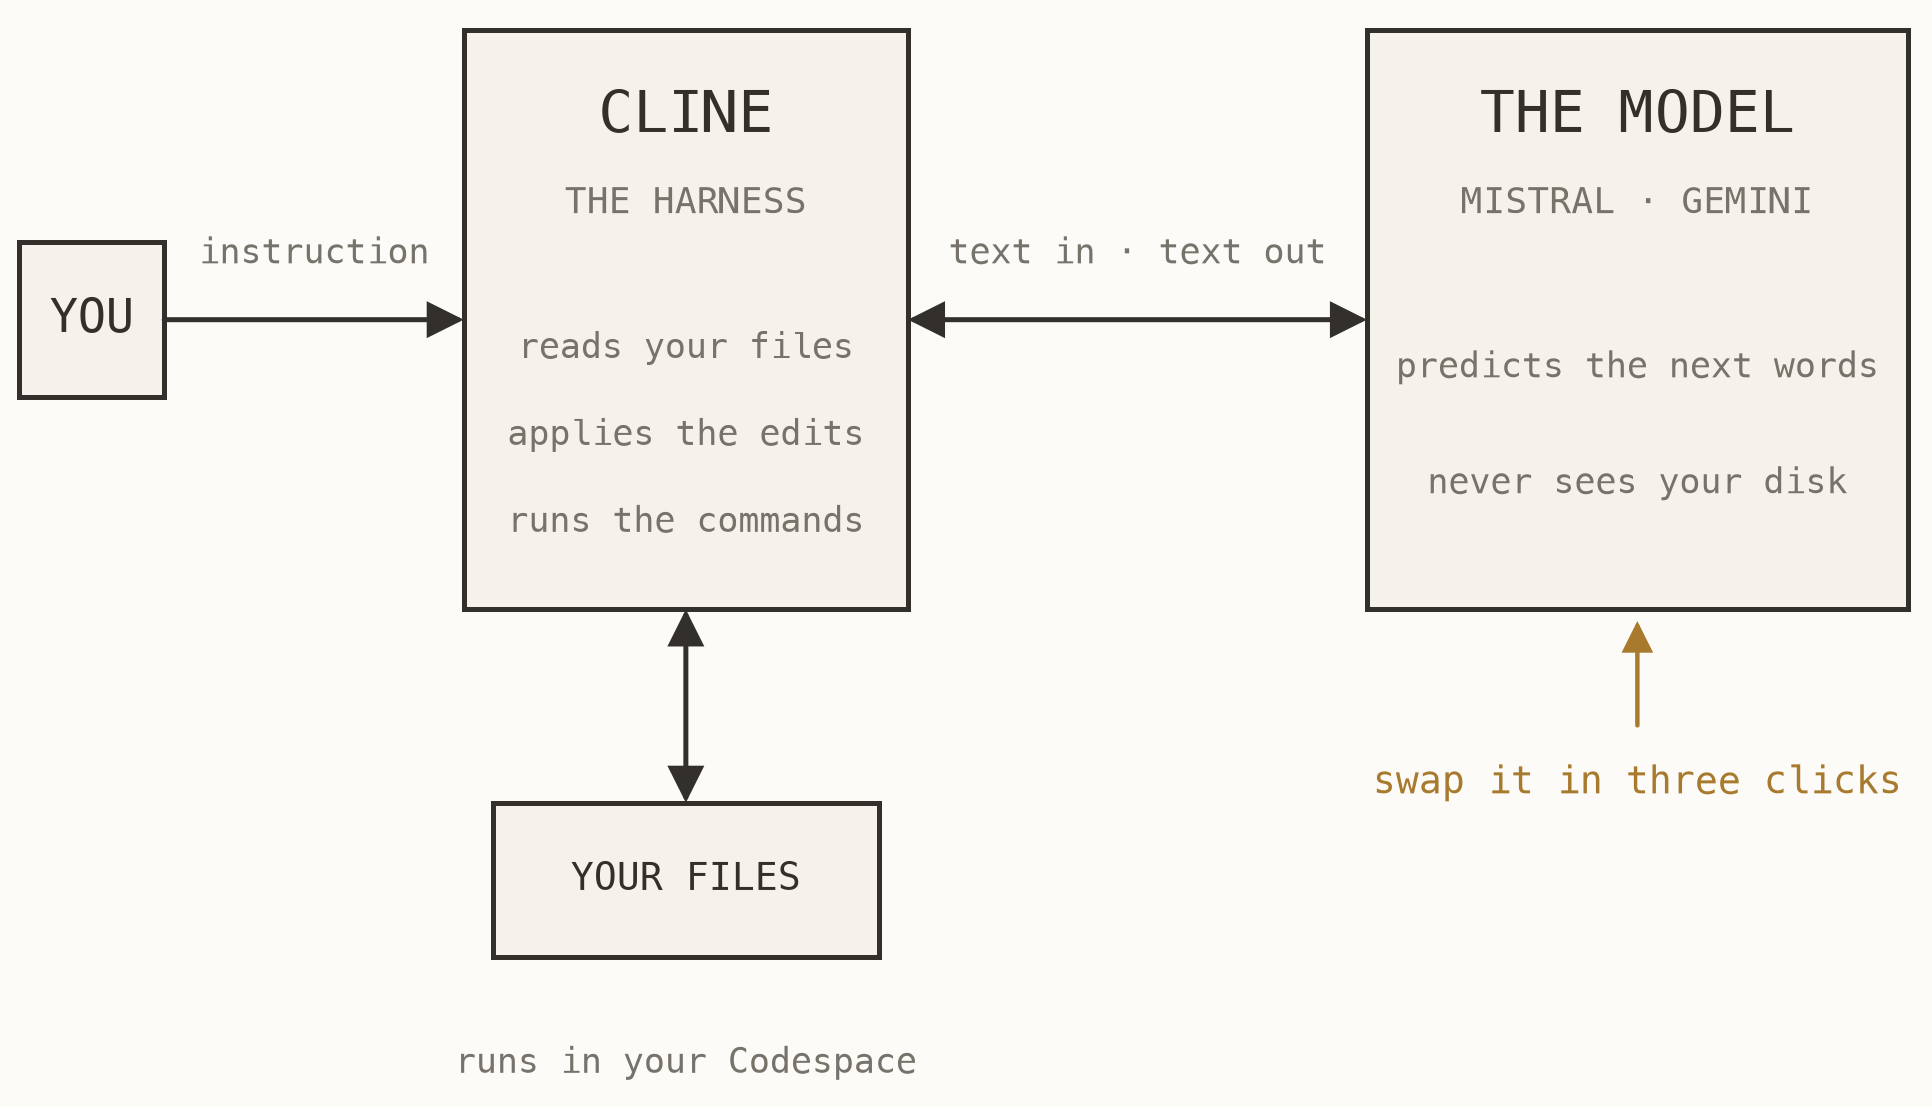 CLINE
THE HARNESS
reads your files
applies the edits
runs the commands
THE MODEL
MISTRAL · GEMINI
predicts the next words
never sees your disk
YOU
instruction
text in · text out
swap it in three clicks
YOUR FILES
runs in your Codespace